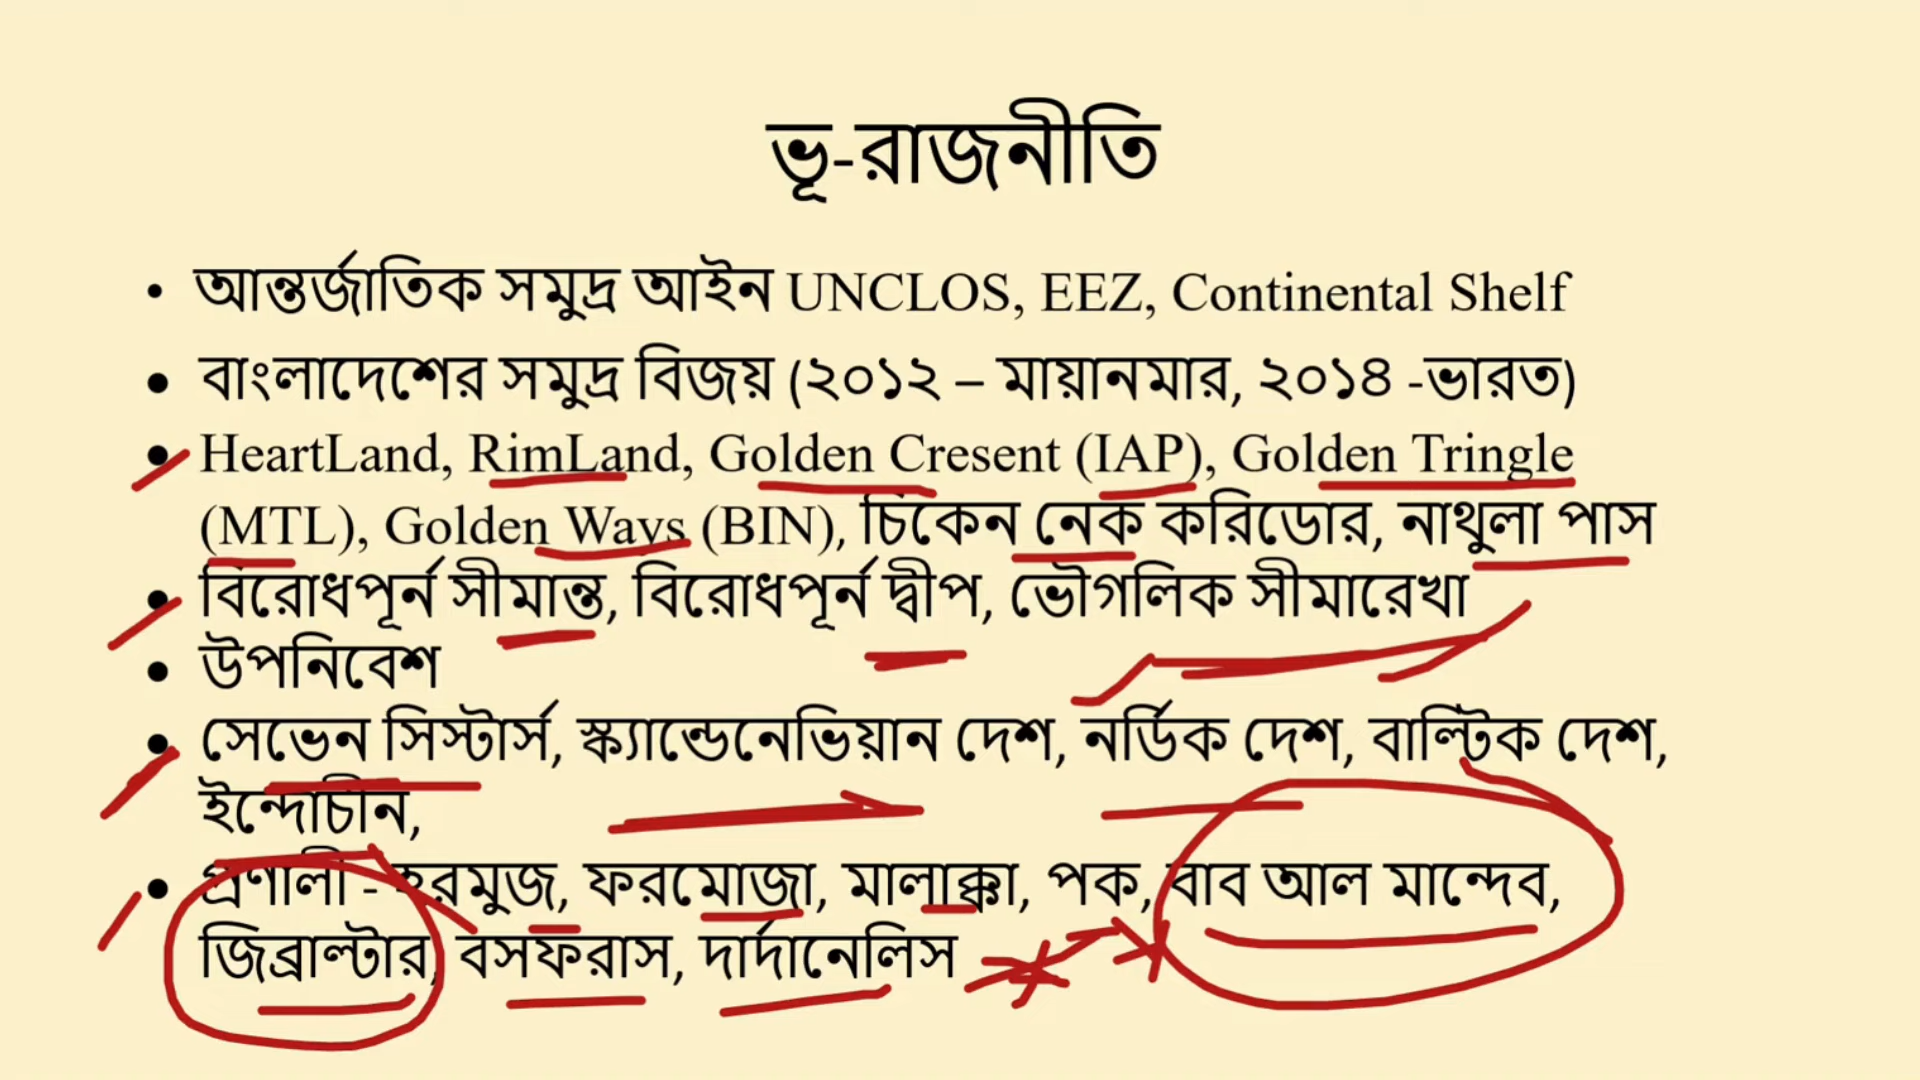 ভূ-রাজনীতি
• আন্তর্জাতিক সমুদ্র আইন UNCLOS, EEZ, Continental Shelf
• বাংলাদেশের সমুদ্র বিজয় (২০১২ – মায়ানমার, ২০১৪ -ভারত)
• HeartLand, RimLand, Golden Cresent (IAP), Golden Tringle
(MTL), Golden Ways (BIN), চিকেন নেক করিডোর, নাথুলা পাস
• বিরোধপূর্ন সীমান্ত, বিরোধপূর্ন দ্বীপ, ভৌগলিক সীমারেখা
• উপনিবেশ
• সেভেন সিস্টার্স, স্ক্যান্ডেনেভিয়ান দেশ, নর্ডিক দেশ, বাল্টিক দেশ,
ইন্দোচীন,
• প্রণালী - হরমুজ, ফরমোজা, মালাক্কা, পক, বাব আল মান্দেব,
জিব্রাল্টার, বসফরাস, দার্দানেলিস